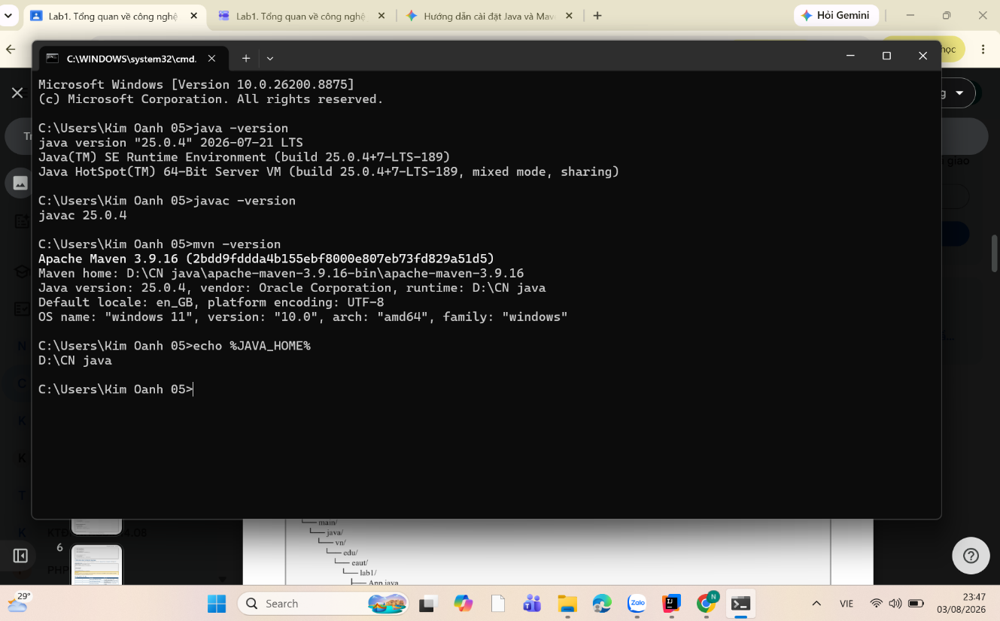 Lab1. Tổng quan về công nghệ
Lab1. Tổng quan về công nghệ
Hướng dẫn cài đặt Java và Mav
Hỏi Gemini
học
C:\WINDOWS\system32\cmd.
Microsoft Windows [Version 10.0.26200.8875]
(c) Microsoft Corporation. All rights reserved.
C:\Users\Kim Oanh 05>java -version
java version "25.0.4" 2026-07-21 LTS
Java(TM) SE Runtime Environment (build 25.0.4+7-LTS-189)
Java HotSpot(TM) 64-Bit Server VM (build 25.0.4+7-LTS-189, mixed mode, sharing)
C:\Users\Kim Oanh 05>javac -version
javac 25.0.4
C:\Users\Kim Oanh 05>mvn -version
Apache Maven 3.9.16 (2bdd9fddda4b155ebf8000e807eb73fd829a51d5)
Maven home: D:\CN java\apache-maven-3.9.16-bin\apache-maven-3.9.16
Java version: 25.0.4, vendor: Oracle Corporation, runtime: D:\CN java
Default locale: en_GB, platform encoding: UTF-8
OS name: "windows 11", version: "10.0", arch: "amd64", family: "windows"
C:\Users\Kim Oanh 05>echo %JAVA_HOME%
D:\CN java
C:\Users\Kim Oanh 05>
giao
N
C
K
K
T
K
6
main/
java/
vn/
edu/
eaut/
lab1/
App.java
29°
Search
Zalo
N
VIE
23:47
03/08/2026